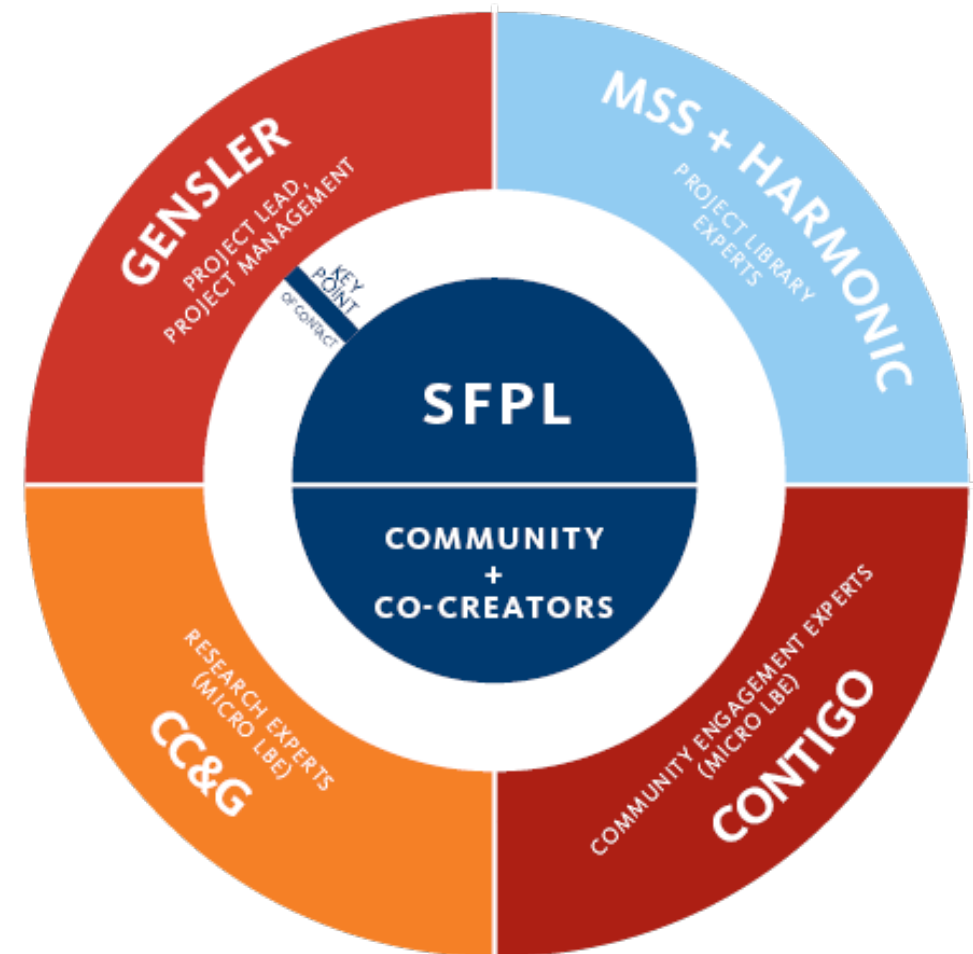 GENSLER
PROJECT LEAD,
PROJECT MANAGEMENT
MSS + HARMONIC
PROJECT LIBRARY
EXPERTS
KEY
POINT
OF CONTACT
SFPL
COMMUNITY
+
CO-CREATORS
RESEARCH EXPERTS
(MICRO LBE)
CC&G
COMMUNITY ENGAGEMENT EXPERTS
(MICRO LBE)
CONTIGO